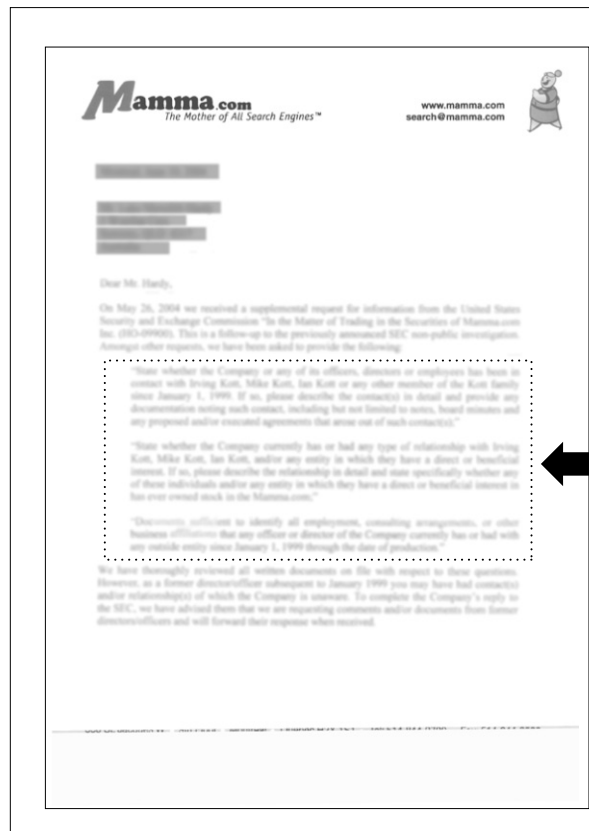 Mamma.com
The Mother of All Search Engines™
www.mamma.com
search@mamma.com
Dear Mr. Hardy,
On May 26, 2004 we received a supplemental request for information from the United States
Security and Exchange Commission "In the Matter of Trading in the Securities of Mamma.com
Inc. (HO-09900). This is a follow-up to the previously announced SEC non-public investigation.
Amongst other requests, we have been asked to provide the following:
"State whether the Company or any of its officers, directors or employees has been in
contact with Irving Kott, Mike Kott, Ian Kott or any other member of the Kott family
since January 1, 1999. If so, please describe the contact(s) in detail and provide any
documentation noting such contact, including but not limited to notes, board minutes and
any proposed and/or executed agreements that arose out of such contact(s);"
"State whether the Company currently has or had any type of relationship with Irving
Kott, Mike Kott, Ian Kott, and/or any entity in which they have a direct or beneficial
interest. If so, please describe the relationship in detail and state specifically whether any
of these individuals and/or any entity in which they have a direct or beneficial interest in
has ever owned stock in the Mamma.com;"
"Documents sufficient to identify all employment, consulting arrangements, or other
business affiliations that any officer or director of the Company currently has or had with
any outside entity since January 1, 1999 through the date of production."
We have thoroughly reviewed all written documents on file with respect to these questions.
However, as a former director/officer subsequent to January 1999 you may have had contact(s)
and/or relationship(s) of which the Company is unaware. To complete the Company's reply to
the SEC, we have advised them that we are requesting comments and/or documents from former
directors/officers and will forward their response when received.